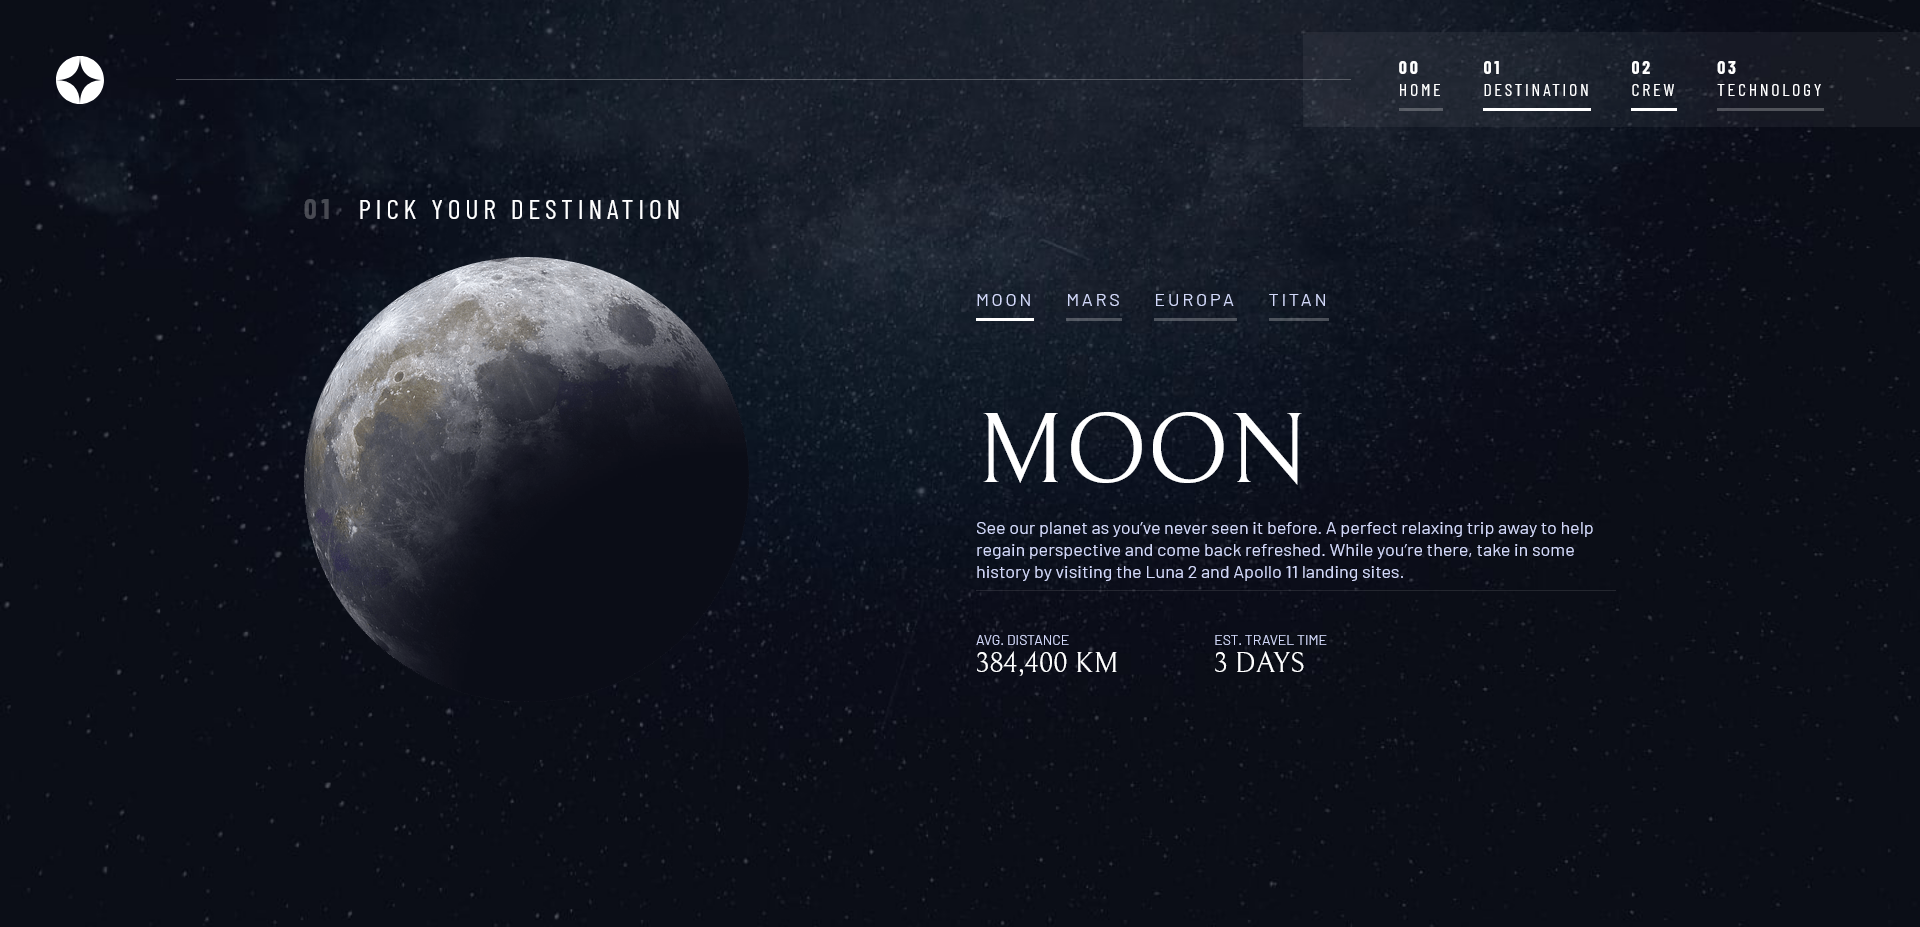 00 01 02 03
HOME DESTINATION CREW TECHNOLOGY
01 PICK YOUR DESTINATION
MOON MARS EUROPA TITAN
MOON
See our planet as you’ve never seen it before. A perfect relaxing trip away to help
regain perspective and come back refreshed. While you’re there, take in some
history by visiting the Luna 2 and Apollo 11 landing sites.
AVG. DISTANCE EST. TRAVEL TIME
384,400 KM 3 DAYS